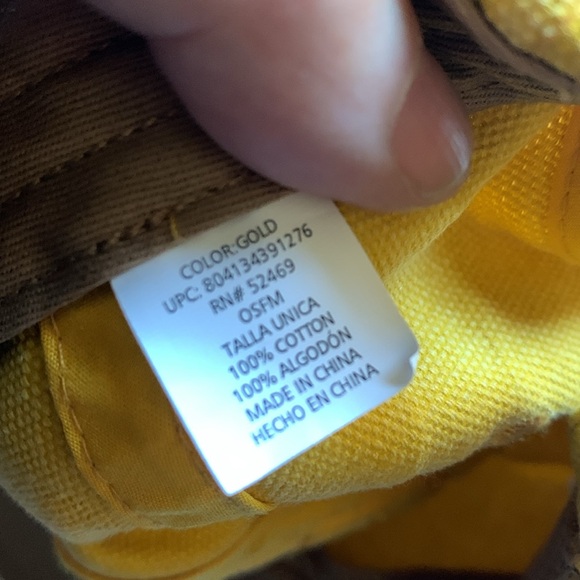 COLOR:GOLD
UPC: 804134391276
RN# 52469
OSFM
TALLA UNICA
100% COTTON
100% ALGODÓN
MADE IN CHINA
HECHO EN CHINA